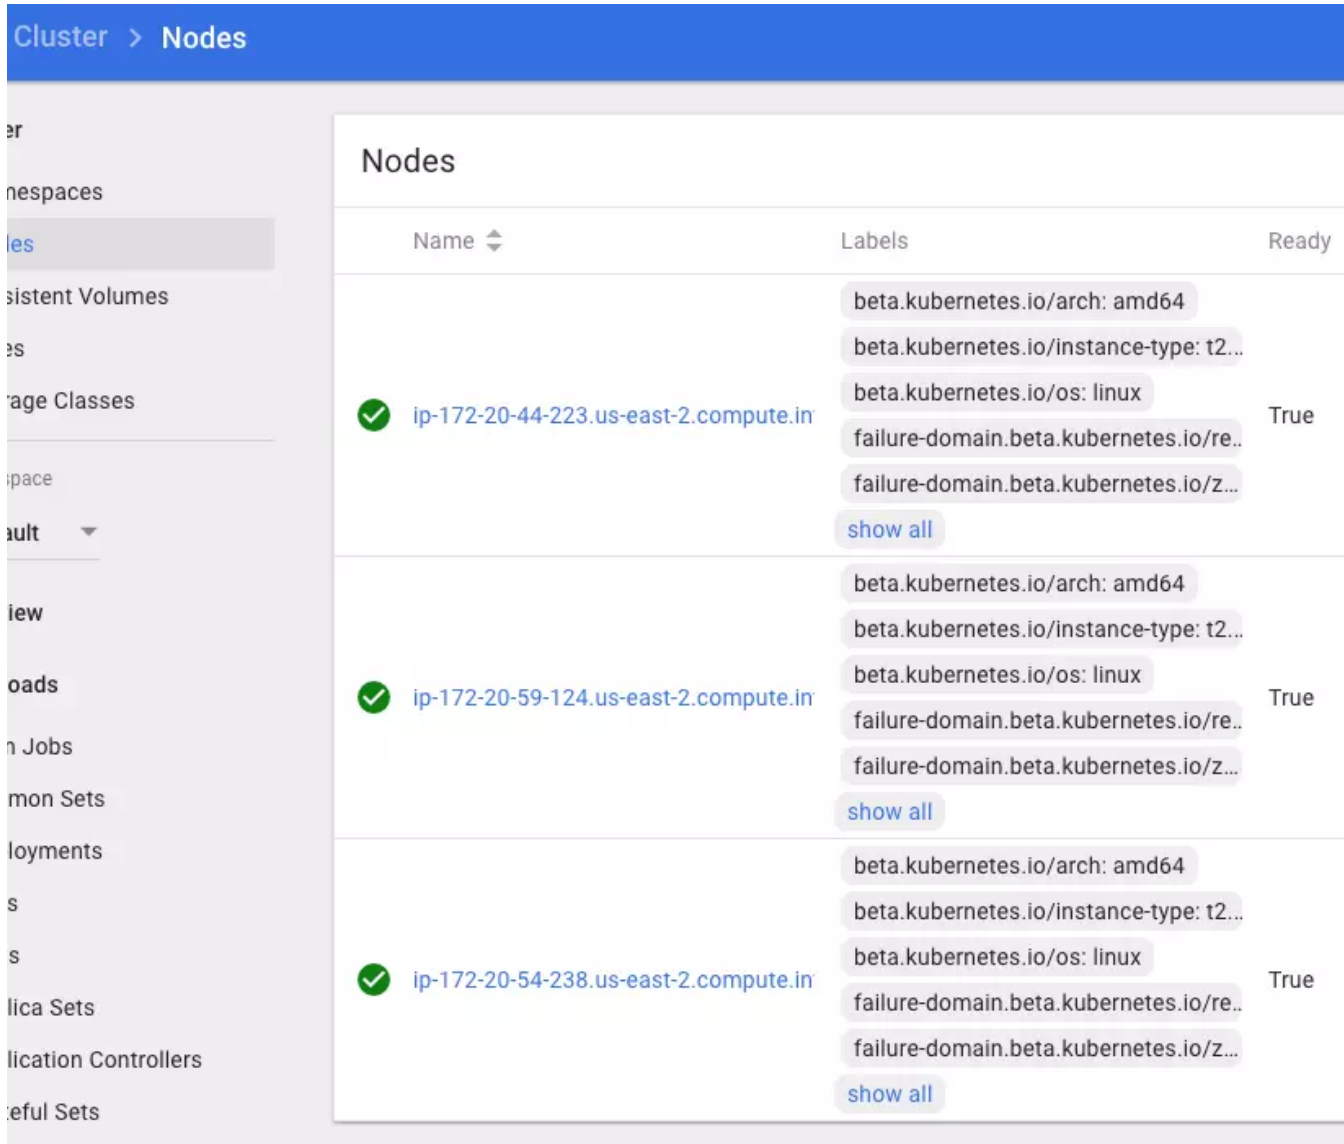 Cluster > Nodes
er
nespaces
les
sistent Volumes
es
rage Classes
space
ault
iew
oads
n Jobs
mon Sets
loyments
s
s
lica Sets
lication Controllers
eful Sets
Nodes
Name Labels Ready
beta.kubernetes.io/arch: amd64
beta.kubernetes.io/instance-type: t2...
beta.kubernetes.io/os: linux
ip-172-20-44-223.us-east-2.compute.in True
failure-domain.beta.kubernetes.io/re..
failure-domain.beta.kubernetes.io/z...
show all
beta.kubernetes.io/arch: amd64
beta.kubernetes.io/instance-type: t2...
beta.kubernetes.io/os: linux
ip-172-20-59-124.us-east-2.compute.in True
failure-domain.beta.kubernetes.io/re..
failure-domain.beta.kubernetes.io/z...
show all
beta.kubernetes.io/arch: amd64
beta.kubernetes.io/instance-type: t2...
beta.kubernetes.io/os: linux
ip-172-20-54-238.us-east-2.compute.in True
failure-domain.beta.kubernetes.io/re..
failure-domain.beta.kubernetes.io/z...
show all